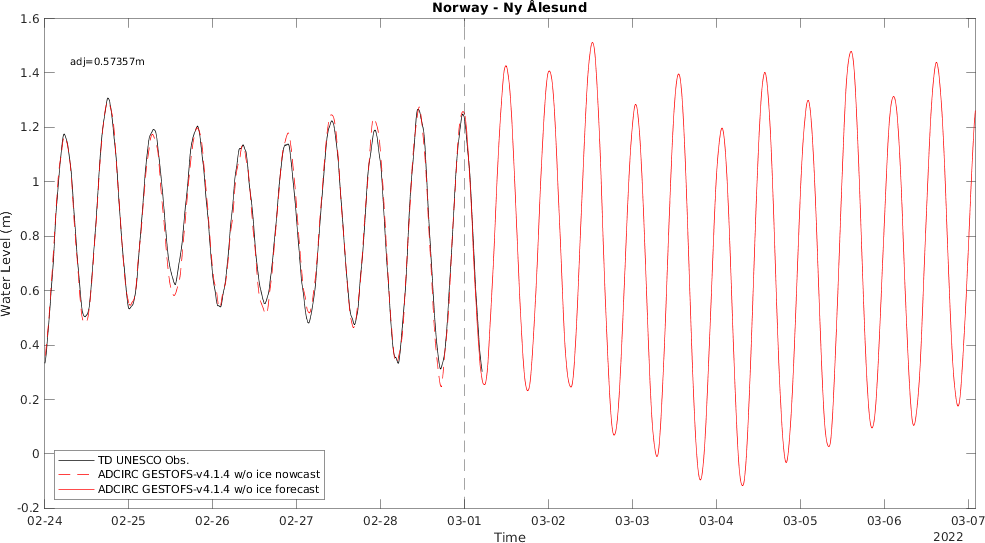 Norway - Ny Ålesund
1.6
1.4
1.2
1
0.8
0.6
0.4
0.2
0
-0.2
Water Level (m)
adj=0.57357m
TD UNESCO Obs.
ADCIRC GESTOFS-v4.1.4 w/o ice nowcast
ADCIRC GESTOFS-v4.1.4 w/o ice forecast
02-24 02-25 02-26 02-27 02-28 03-01 03-02 03-03 03-04 03-05 03-06 03-07
Time
2022